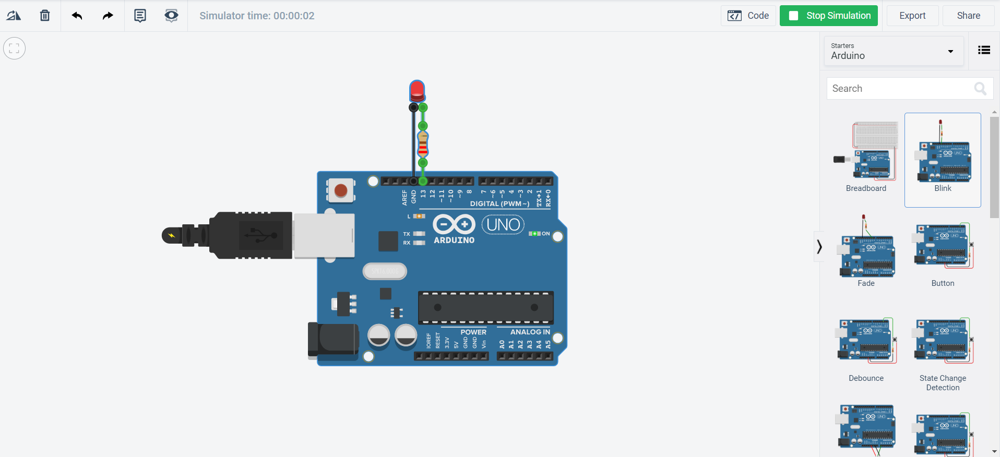 Simulator time: 00:00:02
Code
Stop Simulation
Export
Share
Starters
Arduino
Search
Breadboard
Blink
Fade
Button
Debounce
State Change
Detection
AREF
GND
13
12
~11
~10
~9
8
7
~6
~5
4
~3
2
TX→1
RX←0
DIGITAL (PWM~)
L
TX
RX
ARDUINO
UNO
ON
SPK16.000G
POWER
ANALOG IN
IOREF
RESET
3.3V
5V
GND
GND
Vin
A0
A1
A2
A3
A4
A5